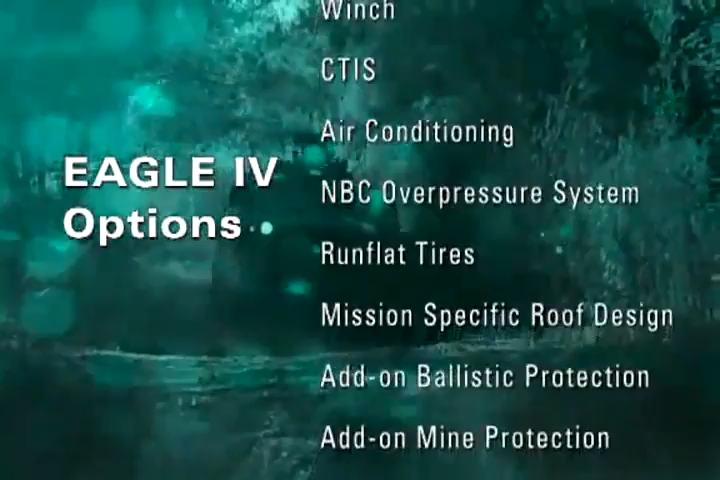 EAGLE IV
Options
Winch
CTIS
Air Conditioning
NBC Overpressure System
Runflat Tires
Mission Specific Roof Design
Add-on Ballistic Protection
Add-on Mine Protection